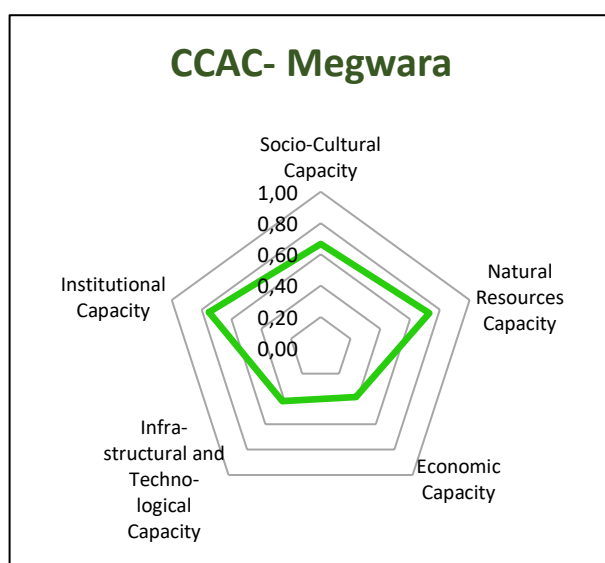 CCAC- Megwara
Socio-Cultural
Capacity
1,00
0,80
0,60
0,40
0,20
0,00
Natural
Resources
Capacity
Economic
Capacity
Infra-
structural and
Techno-
logical
Capacity
Institutional
Capacity